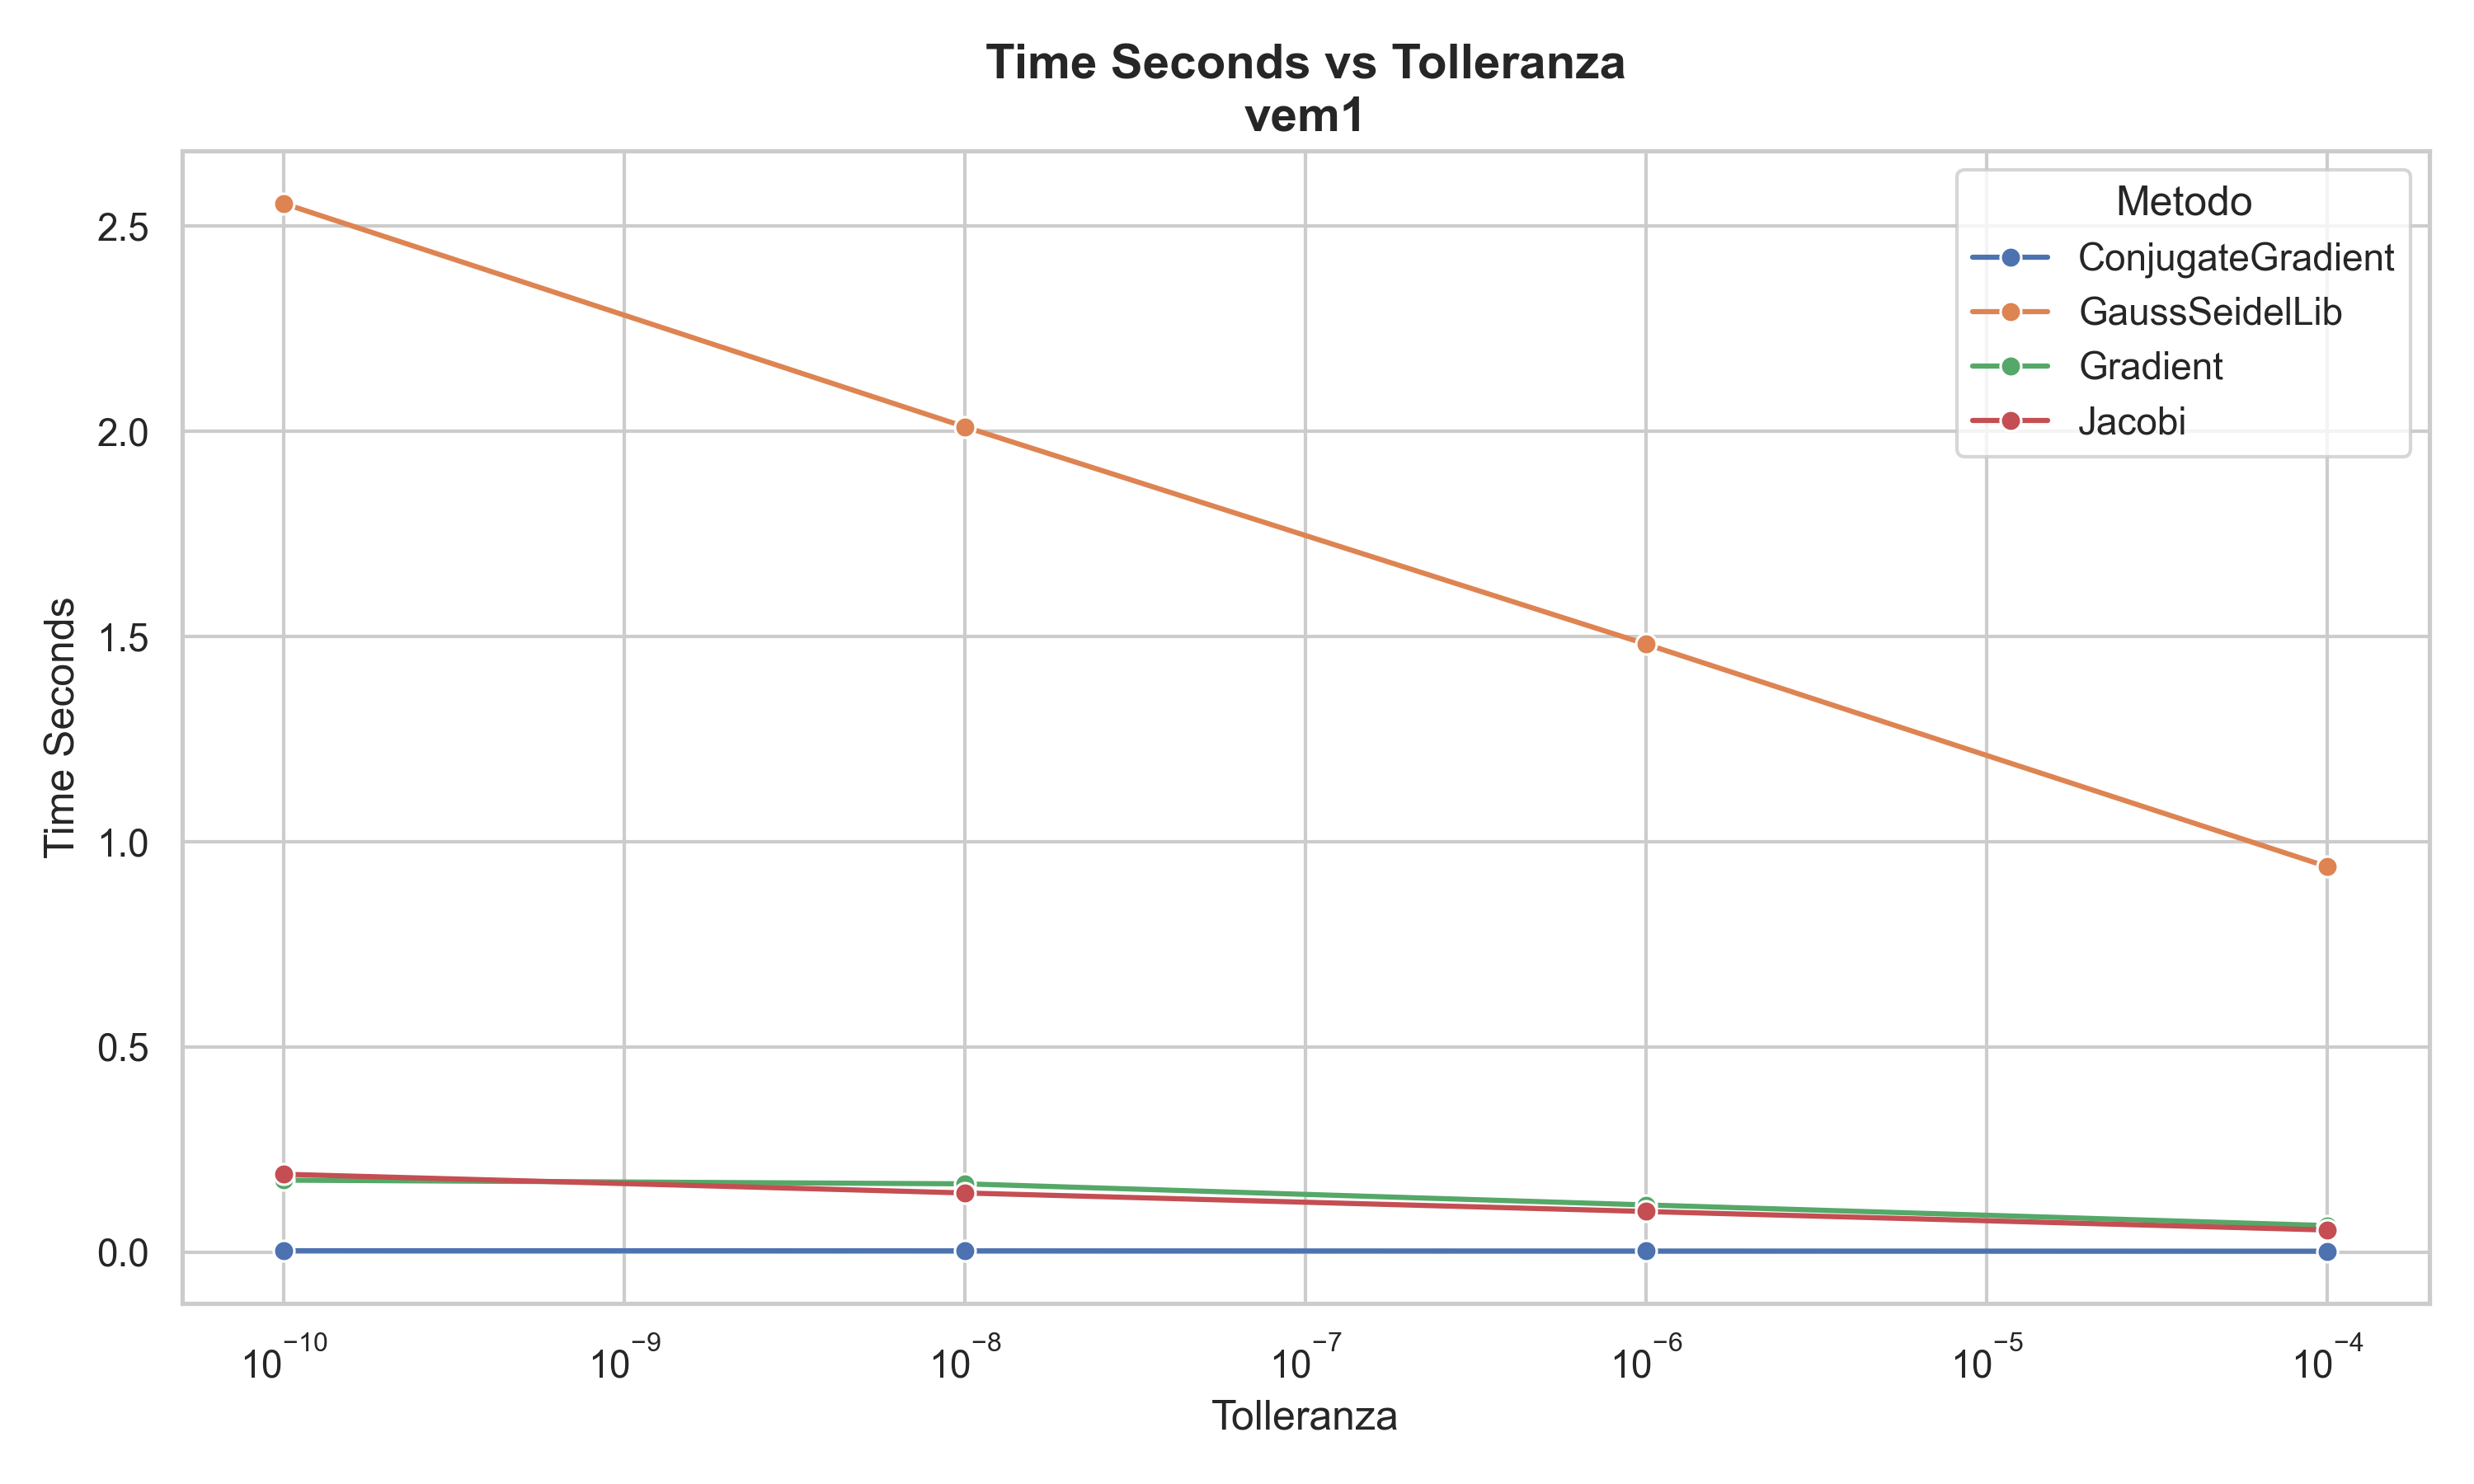 Time Seconds vs Tolleranza
vem1
Metodo
ConjugateGradient
GaussSeidelLib
Gradient
Jacobi
Time Seconds
2.5
2.0
1.5
1.0
0.5
0.0
10⁻¹⁰ 10⁻⁹ 10⁻⁸ 10⁻⁷ 10⁻⁶ 10⁻⁵ 10⁻⁴
Tolleranza